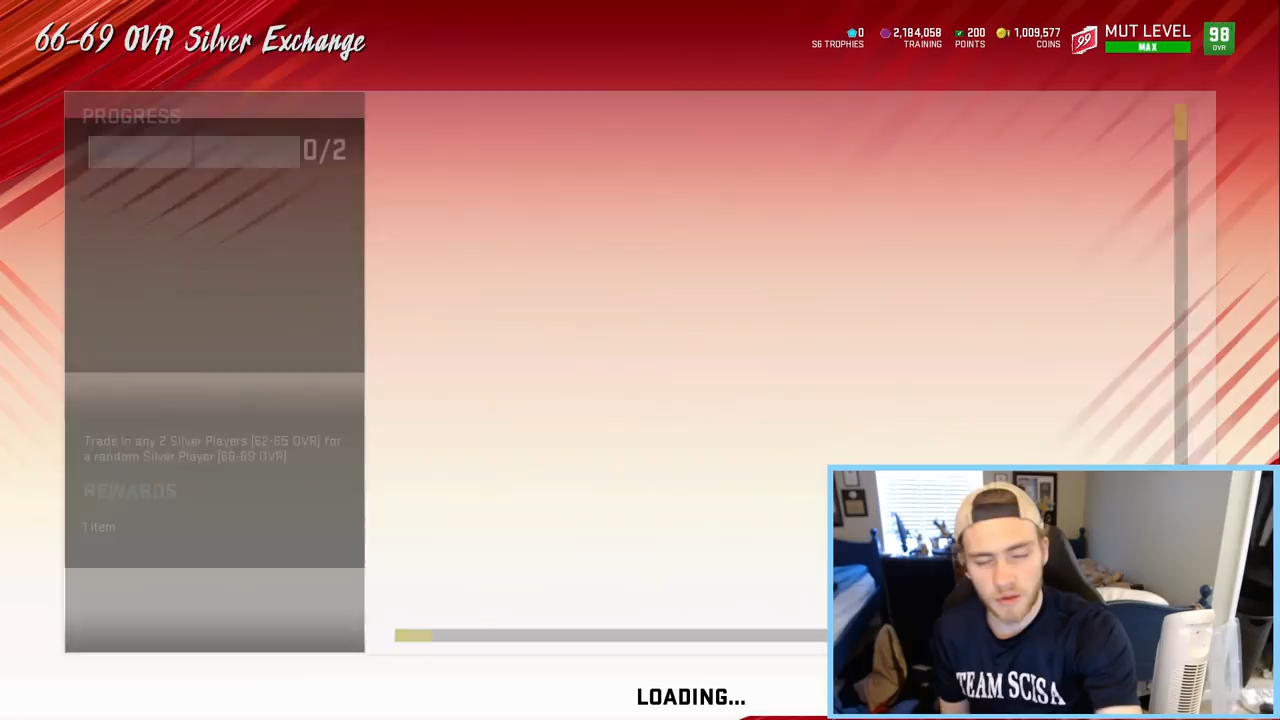 66-69 OVR Silver Exchange
0
S6 TROPHIES
2,184,058
TRAINING
200
POINTS
1,009,577
COINS
99
MUT LEVEL
MAX
98
OVR
PROGRESS
0/2
Trade in any 2 Silver Players (62-65 OVR) for
a random Silver Player (66-69 OVR)
REWARDS
1 item
LOADING...
TEAM SCISA